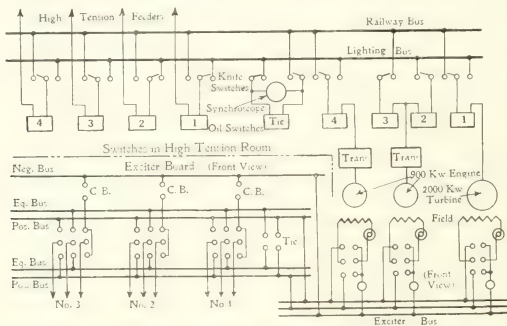 High Tension Feeders
Railway Bus
Lighting Bus
Knife
Switches
Synchroscope
Oil Switches
4
3
2
1
Tie
4
3
2
1
Switches in High Tension Room
Tran.
Tran.
Neg. Bus
Exciter Board (Front View)
900 Kw Engine
2000 Kw
Turbine
C. B.
C. B.
C. B.
Eq. Bus
Field
Pos. Bus
Tie
Eq. Bus
(Front
View)
Pos. Bus
No. 3
No. 2
No. 1
Exciter Bus